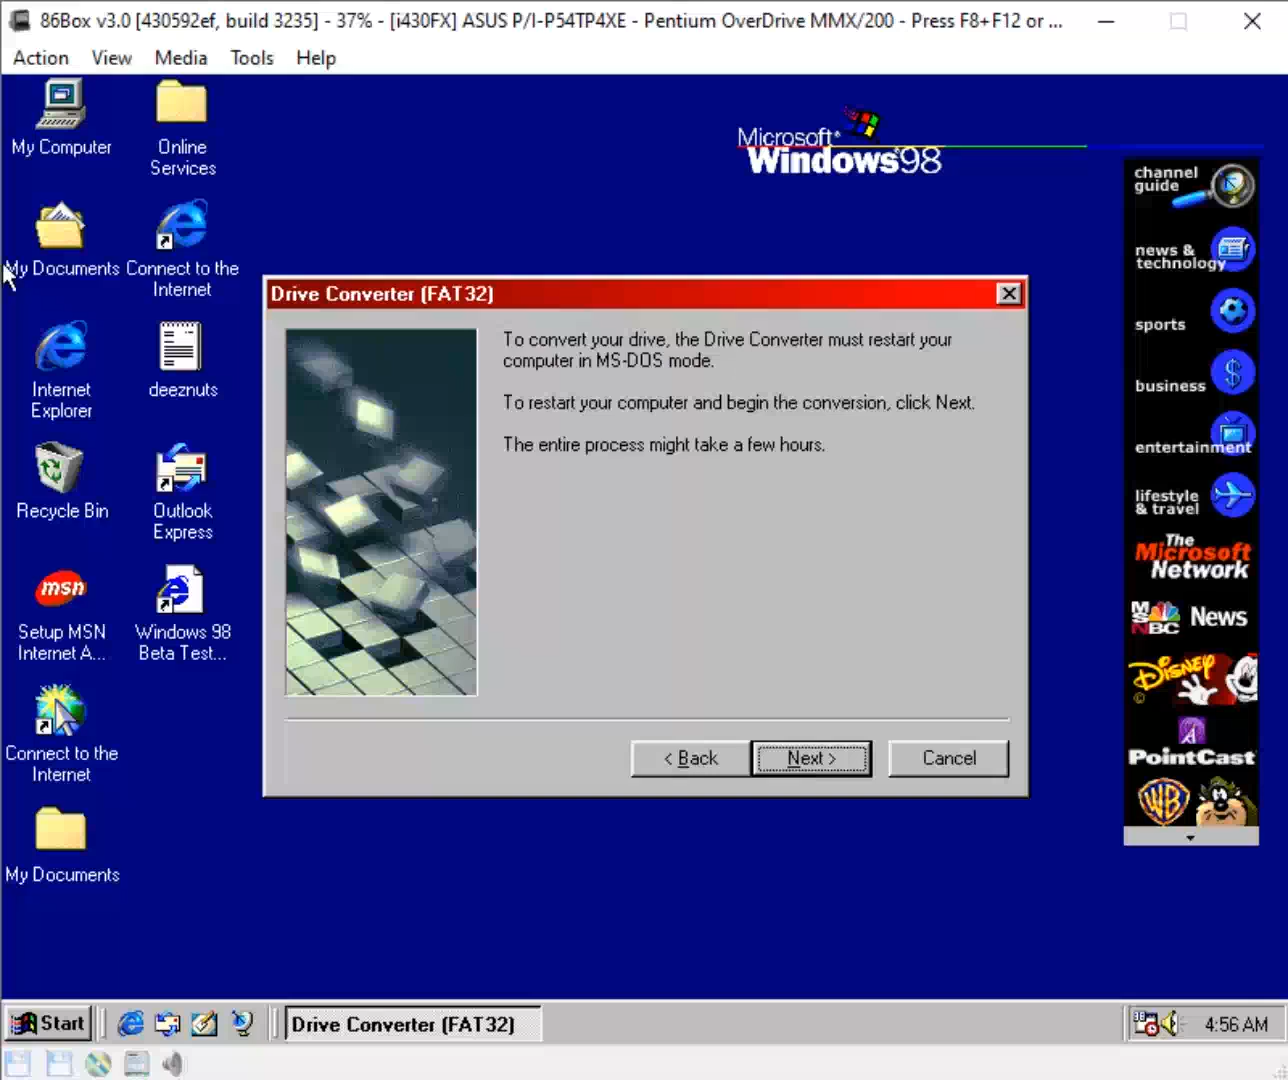 86Box v3.0 [430592ef, build 3235] - 37% - [i430FX] ASUS P/I-P54TP4XE - Pentium OverDrive MMX/200 - Press F8+F12 or ...
Action View Media Tools Help
My Computer
Online
Services
My Documents
Connect to the
Internet
Internet
Explorer
deeznuts
Recycle Bin
Outlook
Express
msn
Setup MSN
Internet A...
Windows 98
Beta Test...
Connect to the
Internet
My Documents
Microsoft
Windows 98
channel
guide
news &
technology
sports
business
entertainment
lifestyle
& travel
The
Microsoft
Network
MSNBC News
Disney
PointCast
WB
Drive Converter (FAT32)
To convert your drive, the Drive Converter must restart your
computer in MS-DOS mode.
To restart your computer and begin the conversion, click Next.
The entire process might take a few hours.
< Back Next > Cancel
Start
Drive Converter (FAT32)
4:56 AM